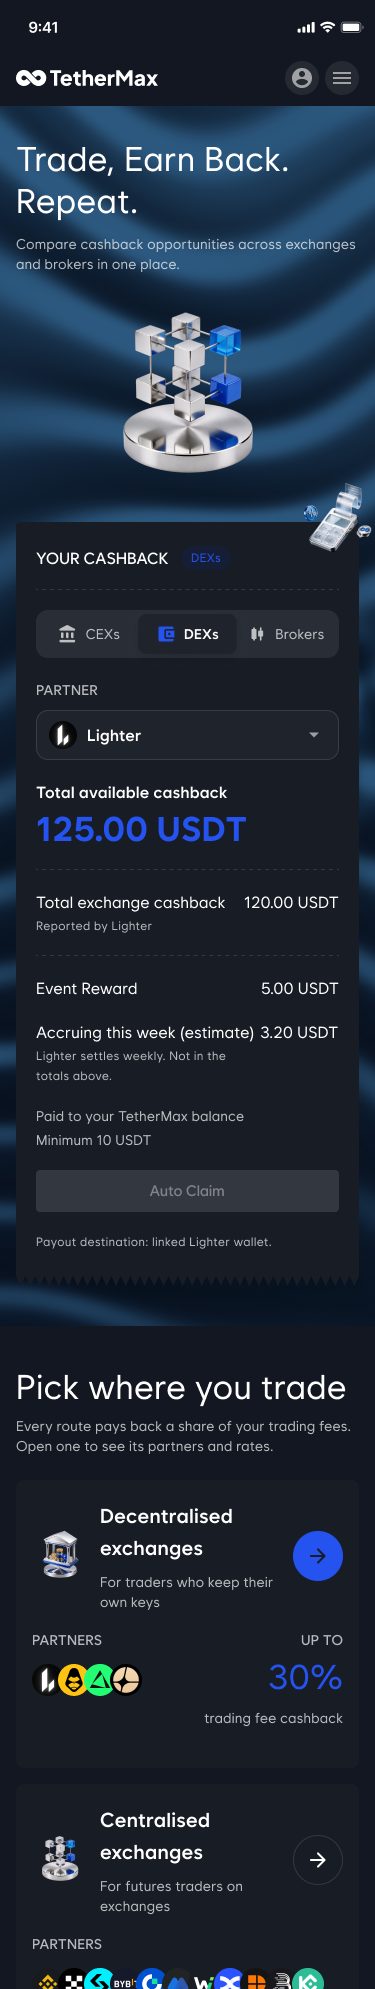 9:41
TetherMax
Trade, Earn Back.
Repeat.
Compare cashback opportunities across exchanges
and brokers in one place.
YOUR CASHBACK DEXs
CEXs DEXs Brokers
PARTNER
Lighter
Total available cashback
125.00 USDT
Total exchange cashback 120.00 USDT
Reported by Lighter
Event Reward 5.00 USDT
Accruing this week (estimate) 3.20 USDT
Lighter settles weekly. Not in the
totals above.
Paid to your TetherMax balance
Minimum 10 USDT
Auto Claim
Payout destination: linked Lighter wallet.
Pick where you trade
Every route pays back a share of your trading fees.
Open one to see its partners and rates.
Decentralised
exchanges
For traders who keep their
own keys
PARTNERS UP TO
30%
trading fee cashback
Centralised
exchanges
For futures traders on
exchanges
PARTNERS